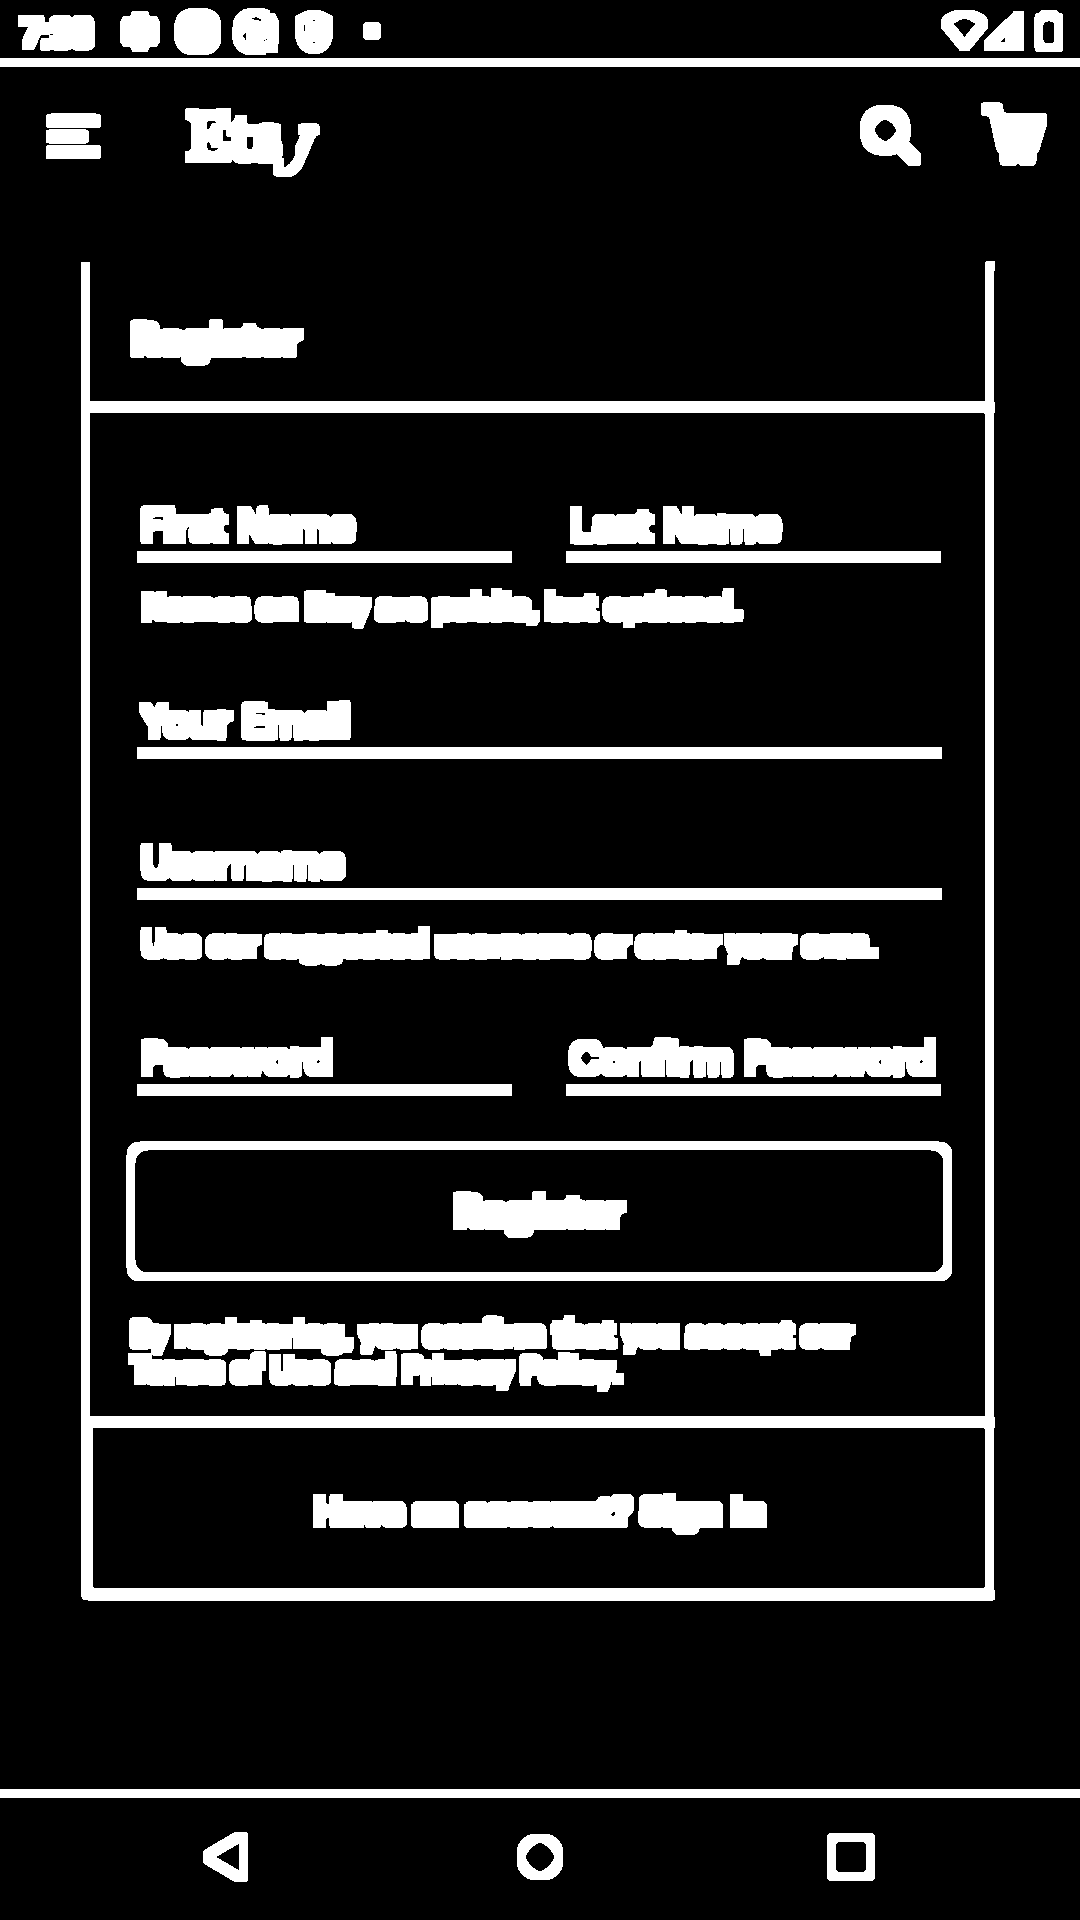 Etsy
Register
First Name Last Name
Names on Etsy are public, but optional.
Your Email
Username
Use our suggested username or enter your own.
Password Confirm Password
Register
By registering, you confirm that you accept our
Terms of Use and Privacy Policy.
Have an account? Sign in